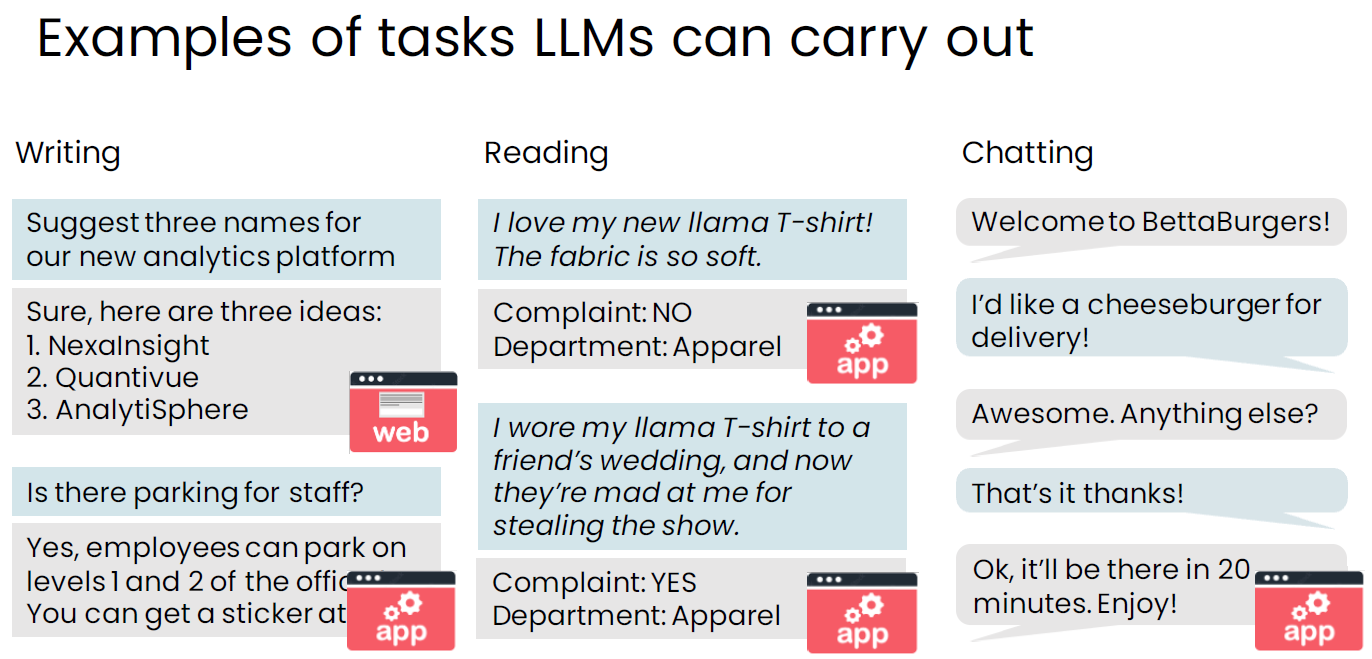 Examples of tasks LLMs can carry out
Writing
Suggest three names for
our new analytics platform
Sure, here are three ideas:
1. NexaInsight
2. Quantivue
3. AnalytiSphere
web
Is there parking for staff?
Yes, employees can park on
levels 1 and 2 of the
You can get a sticker at
app
Reading
I love my new llama T-shirt!
The fabric is so soft.
Complaint: NO
Department: Apparel
app
I wore my llama T-shirt to a
friend's wedding, and now
they're mad at me for
stealing the show.
Complaint: YES
Department: Apparel
app
Chatting
Welcome to BettaBurgers!
I'd like a cheeseburger for
delivery!
Awesome. Anything else?
That's it thanks!
Ok, it'll be there in 20
minutes. Enjoy!
app